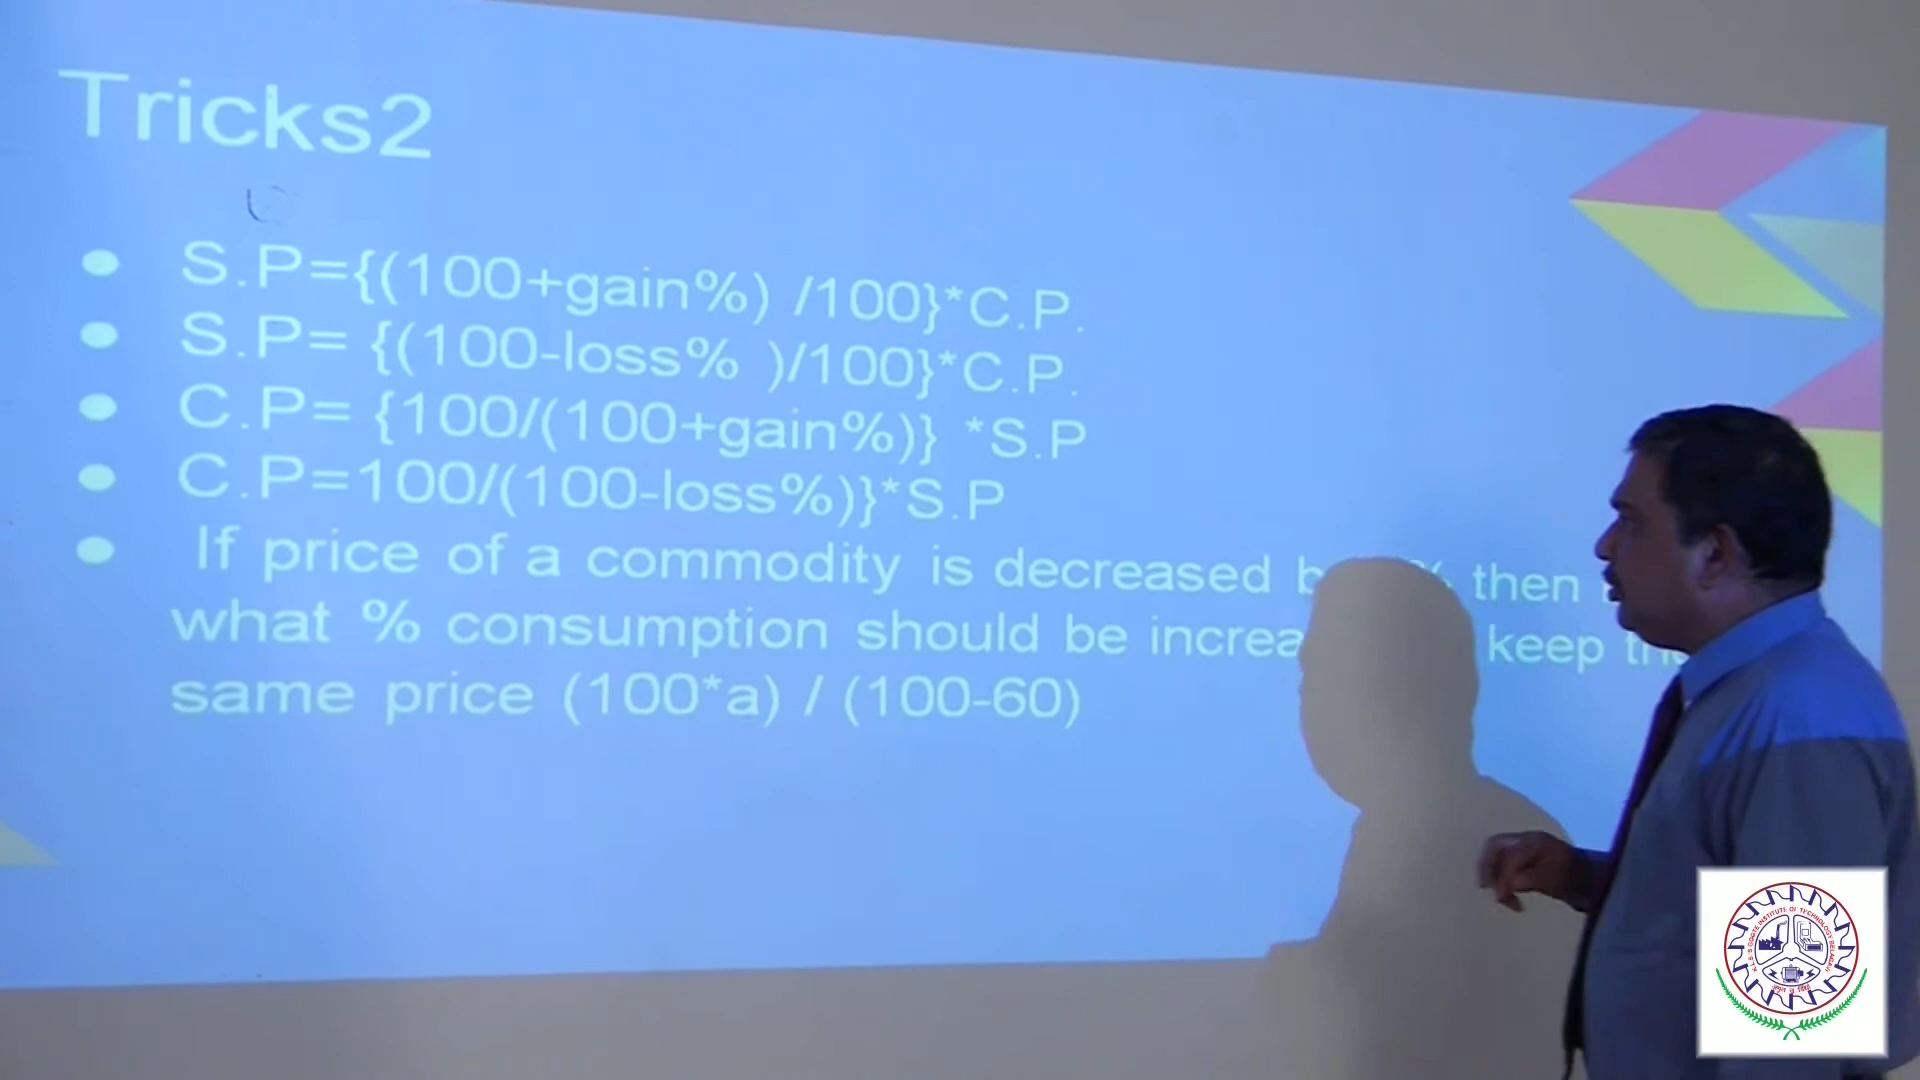 Tricks2
S.P={(100+gain%) /100}*C.P.
S.P= {(100-loss% )/100}*C.P.
C.P= {100/(100+gain%)} *S.P
C.P=100/(100-loss%)}*S.P
If price of a commodity is decreased then
what % consumption should be keep
same price (100*a) / (100-60)